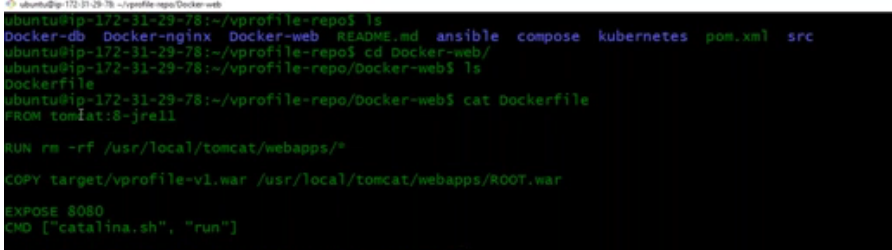 ubuntu@ip-172-31-29-78: ~/vprofile-repo/Docker-web
ubuntu@ip-172-31-29-78:~/vprofile-repo$ ls
Docker-db  Docker-nginx  Docker-web  README.md  ansible  compose  kubernetes  pom.xml  src
ubuntu@ip-172-31-29-78:~/vprofile-repo$ cd Docker-web/
ubuntu@ip-172-31-29-78:~/vprofile-repo/Docker-web$ ls
Dockerfile
ubuntu@ip-172-31-29-78:~/vprofile-repo/Docker-web$ cat Dockerfile
FROM tomcat:8-jre11
RUN rm -rf /usr/local/tomcat/webapps/*
COPY target/vprofile-v1.war /usr/local/tomcat/webapps/ROOT.war
EXPOSE 8080
CMD ["catalina.sh", "run"]